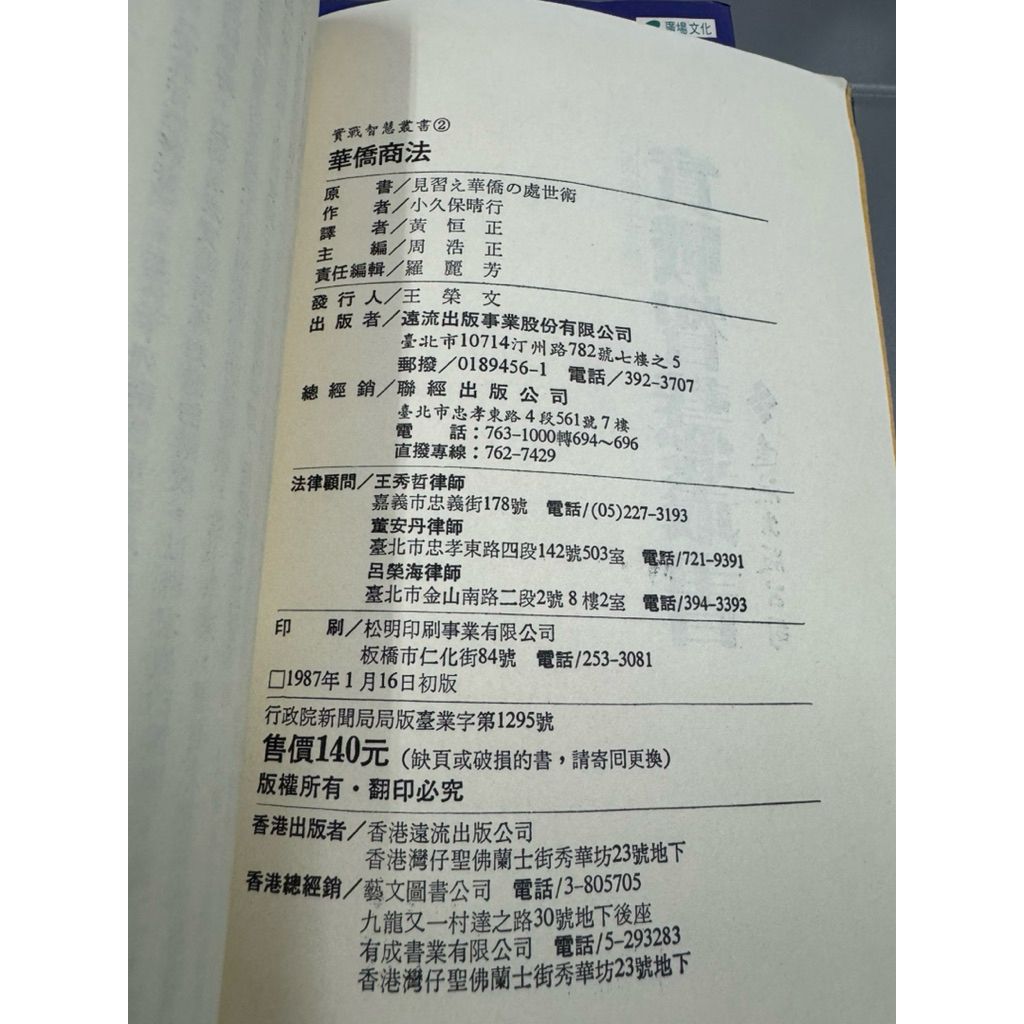 廣場文化
實戰智慧叢書②
華僑商法
原 書／見習え華僑の處世術
作 者／小久保晴行
譯 者／黃 恒 正
主 編／周 浩 正
責任編輯／羅 麗 芳
發 行 人／王 榮 文
出 版 者／遠流出版事業股份有限公司
臺北市10714汀州路782號七樓之5
郵撥／0189456-1 電話／392-3707
總 經 銷／聯 經 出 版 公 司
臺北市忠孝東路4段561號7樓
電 話：763-1000轉694～696
直撥專線：762-7429
法律顧問／王秀哲律師
嘉義市忠義街178號 電話/(05)227-3193
董安丹律師
臺北市忠孝東路四段142號503室 電話/721-9391
呂榮海律師
臺北市金山南路二段2號8樓2室 電話/394-3393
印 刷／松明印刷事業有限公司
板橋市仁化街84號 電話/253-3081
□1987年1月16日初版
行政院新聞局局版臺業字第1295號
售價140元（缺頁或破損的書，請寄回更換）
版權所有・翻印必究
香港出版者／香港遠流出版公司
香港灣仔聖佛蘭士街秀華坊23號地下
香港總經銷／藝文圖書公司 電話/3-805705
九龍又一村達之路30號地下後座
有成書業有限公司 電話/5-293283
香港灣仔聖佛蘭士街秀華坊23號地下